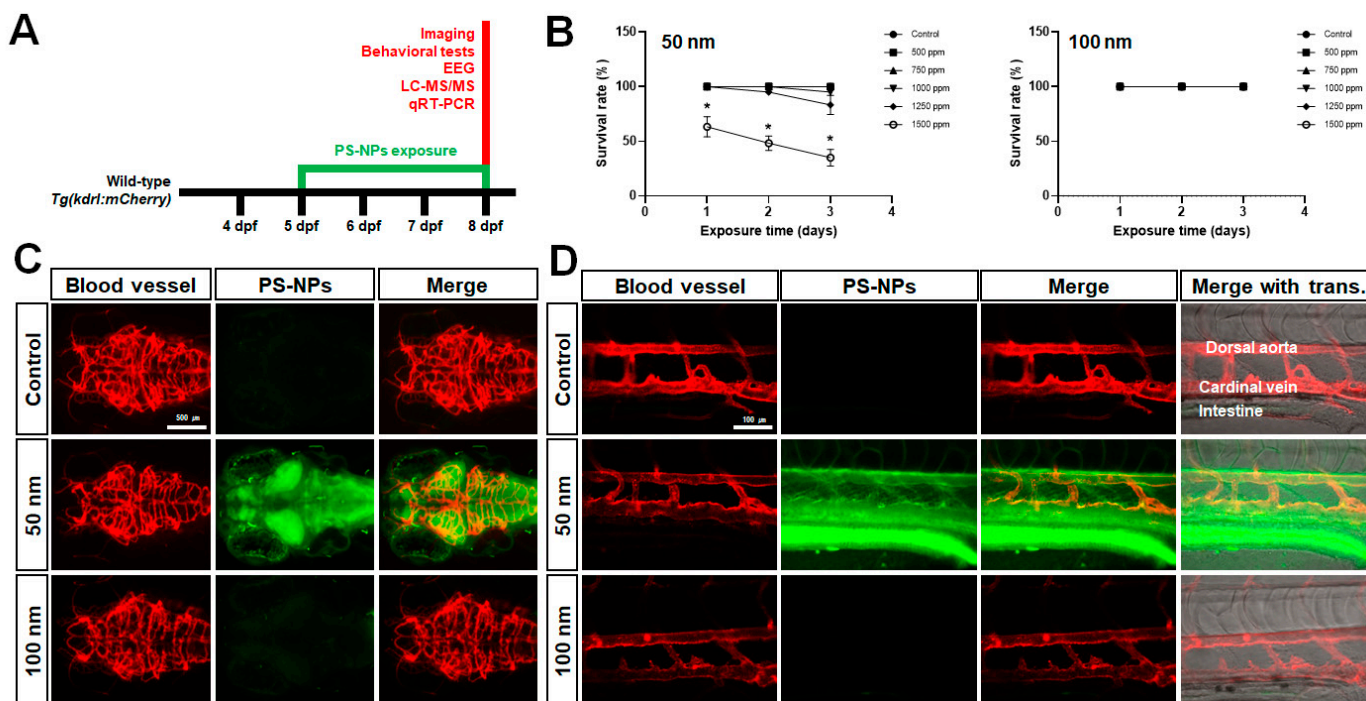 A
Imaging
Behavioral tests
EEG
LC-MS/MS
qRT-PCR
PS-NPs exposure
Wild-type
Tg(kdrl:mCherry)
4 dpf 5 dpf 6 dpf 7 dpf 8 dpf
B
50 nm
Survival rate (%)
150
100
50
0
0 1 2 3 4
Exposure time (days)
* * *
Control
500 ppm
750 ppm
1000 ppm
1250 ppm
1500 ppm
100 nm
Survival rate (%)
150
100
50
0
0 1 2 3 4
Exposure time (days)
Control
500 ppm
750 ppm
1000 ppm
1250 ppm
1500 ppm
C
Blood vessel PS-NPs Merge
Control
500 μm
50 nm
100 nm
D
Blood vessel PS-NPs Merge Merge with trans.
Control
100 μm
Dorsal aorta
Cardinal vein
Intestine
50 nm
100 nm